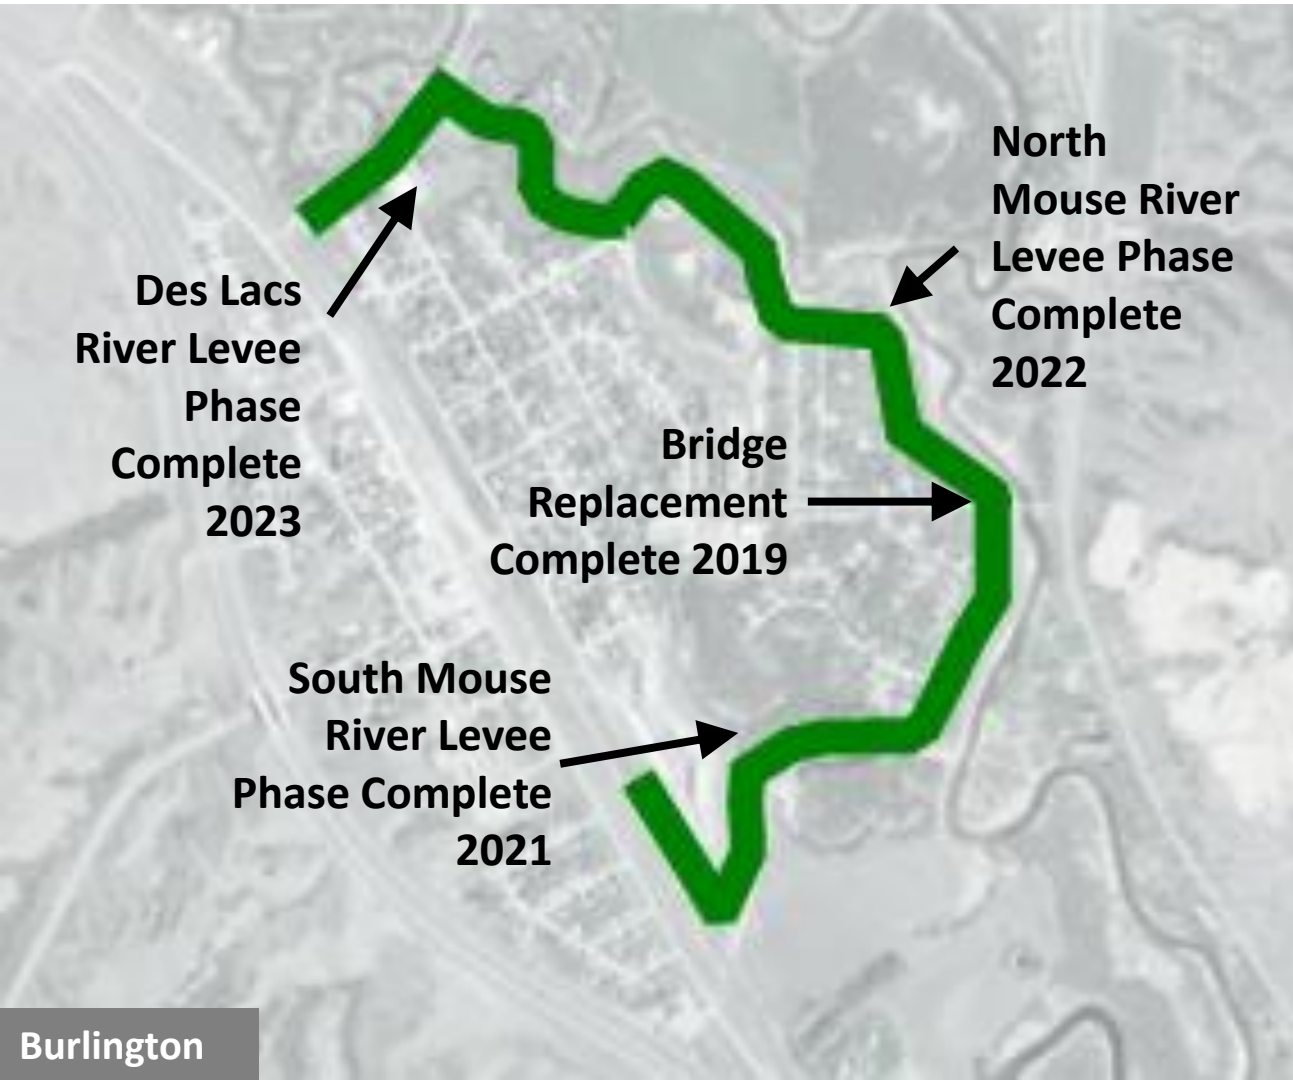 North
Mouse River
Levee Phase
Complete
2022
Des Lacs
River Levee
Phase
Complete
2023
Bridge
Replacement
Complete 2019
South Mouse
River Levee
Phase Complete
2021
Burlington